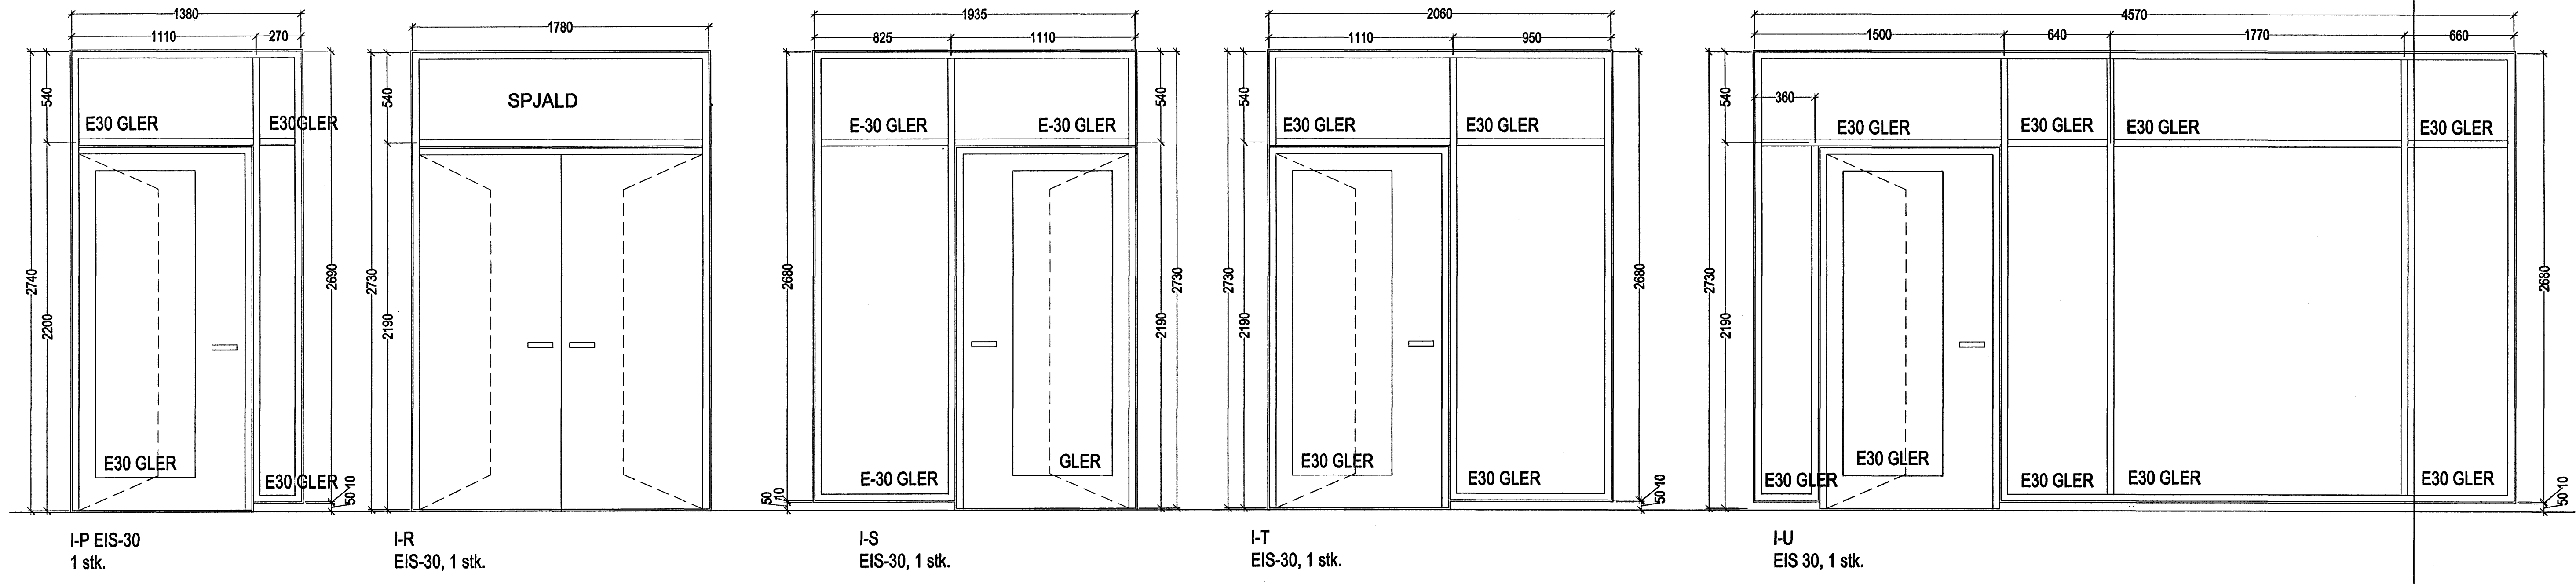 1380
1110
270
2740
540
2200
2690
50
10
E30 GLER
E30 GLER
E30 GLER
E30 GLER
I-P EIS-30
1 stk.
1780
2730
540
2190
SPJALD
I-R
EIS-30, 1 stk.
1935
825
1110
2680
50
10
540
2190
2730
E-30 GLER
E-30 GLER
GLER
E-30 GLER
I-S
EIS-30, 1 stk.
2060
1110
950
2730
540
2190
2680
50
10
E30 GLER
E30 GLER
E30 GLER
E30 GLER
I-T
EIS-30, 1 stk.
4570
1500
640
1770
660
360
2730
540
2190
2680
50
10
E30 GLER
E30 GLER
E30 GLER
E30 GLER
E30 GLER
E30 GLER
E30 GLER
E30 GLER
E30 GLER
I-U
EIS 30, 1 stk.